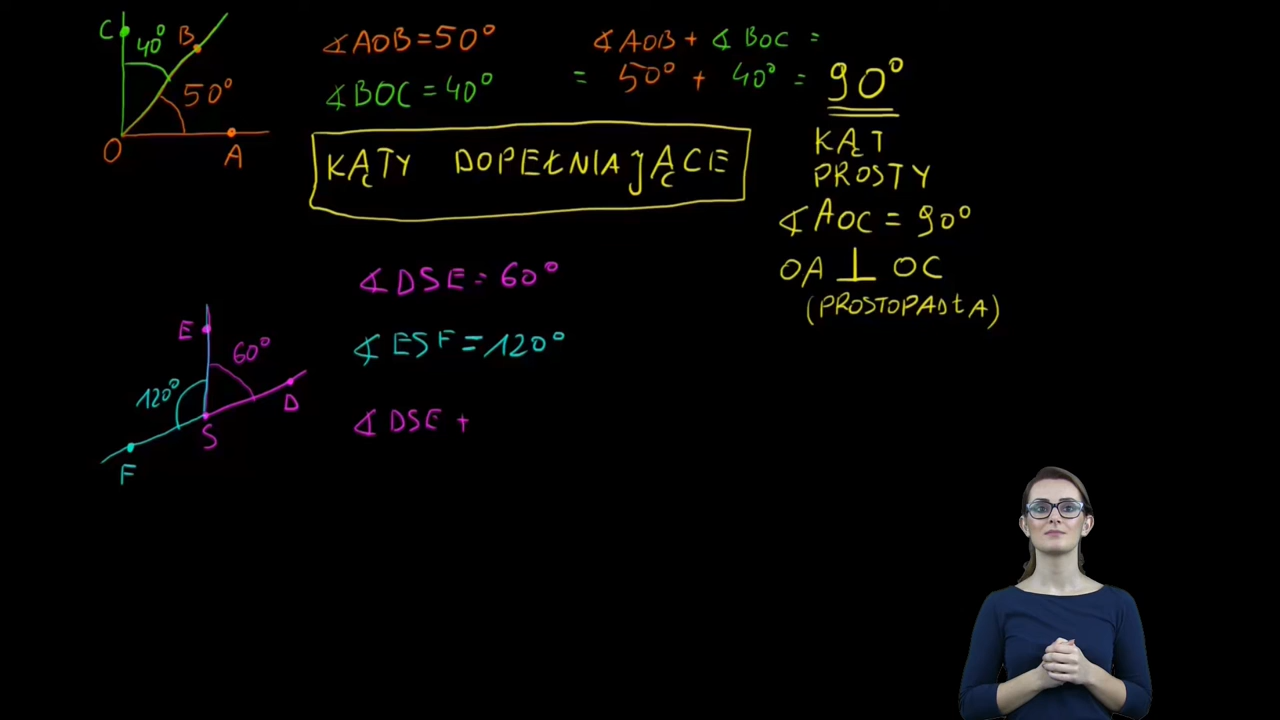 C
40°
B
50°
O
A
∢AOB = 50°
∢BOC = 40°
∢AOB + ∢BOC =
= 50° + 40° = 90°
KĄTY DOPEŁNIAJĄCE
KĄT
PROSTY
∢AOC = 90°
OA ⊥ OC
(PROSTOPADŁA)
∢DSE = 60°
∢ESF = 120°
∢DSE +
E
60°
120°
D
S
F